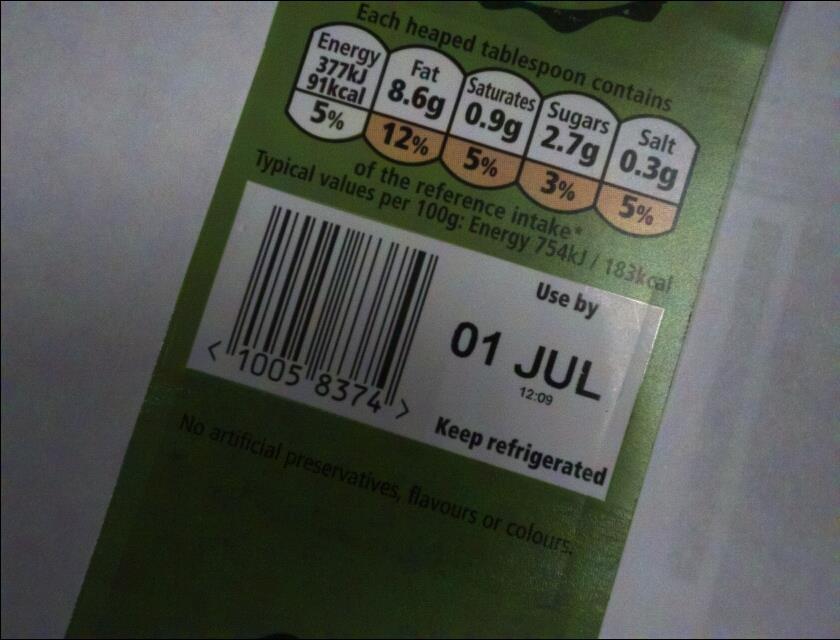 Each heaped tablespoon contains
Energy
377kJ
91kcal
5%
Fat
8.6g
12%
Saturates
0.9g
5%
Sugars
2.7g
3%
Salt
0.3g
5%
of the reference intake*
Typical values per 100g: Energy 754kJ / 183kcal
Use by
01 JUL
12:09
Keep refrigerated
< 1005 8374 >
No artificial preservatives, flavours or colours.